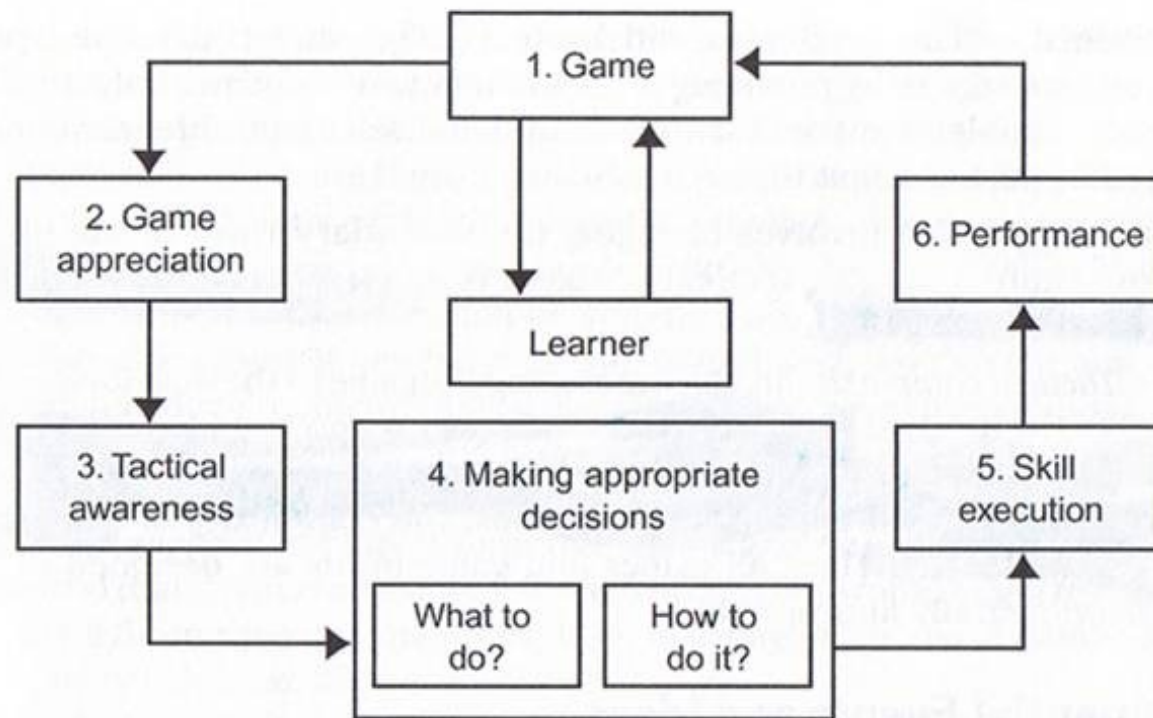 1. Game
2. Game
appreciation
6. Performance
Learner
3. Tactical
awareness
4. Making appropriate
decisions
5. Skill
execution
What to
do?
How to
do it?